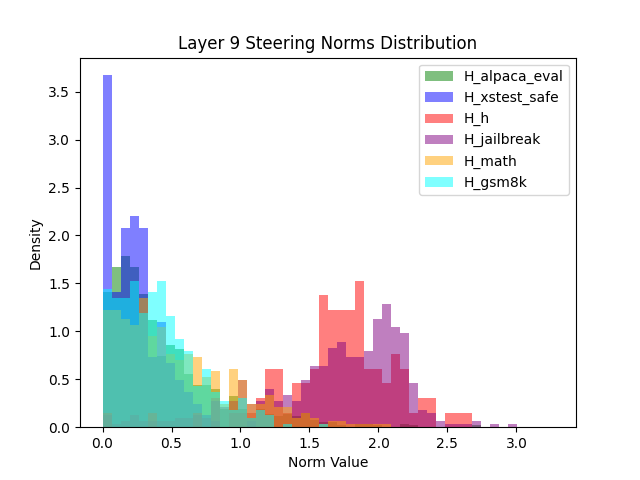 Layer 9 Steering Norms Distribution
H_alpaca_eval
H_xstest_safe
H_h
H_jailbreak
H_math
H_gsm8k
Density
3.5
3.0
2.5
2.0
1.5
1.0
0.5
0.0
0.0 0.5 1.0 1.5 2.0 2.5 3.0
Norm Value